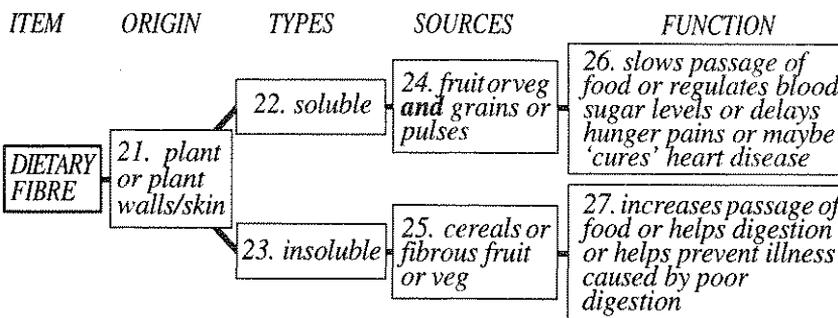 ITEM ORIGIN TYPES SOURCES FUNCTION
DIETARY
FIBRE
21. plant
or plant
walls/skin
22. soluble
24. fruit or veg
and grains or
pulses
26. slows passage of
food or regulates blood
sugar levels or delays
hunger pains or maybe
'cures' heart disease
23. insoluble
25. cereals or
fibrous fruit
or veg
27. increases passage of
food or helps digestion
or helps prevent illness
caused by poor
digestion